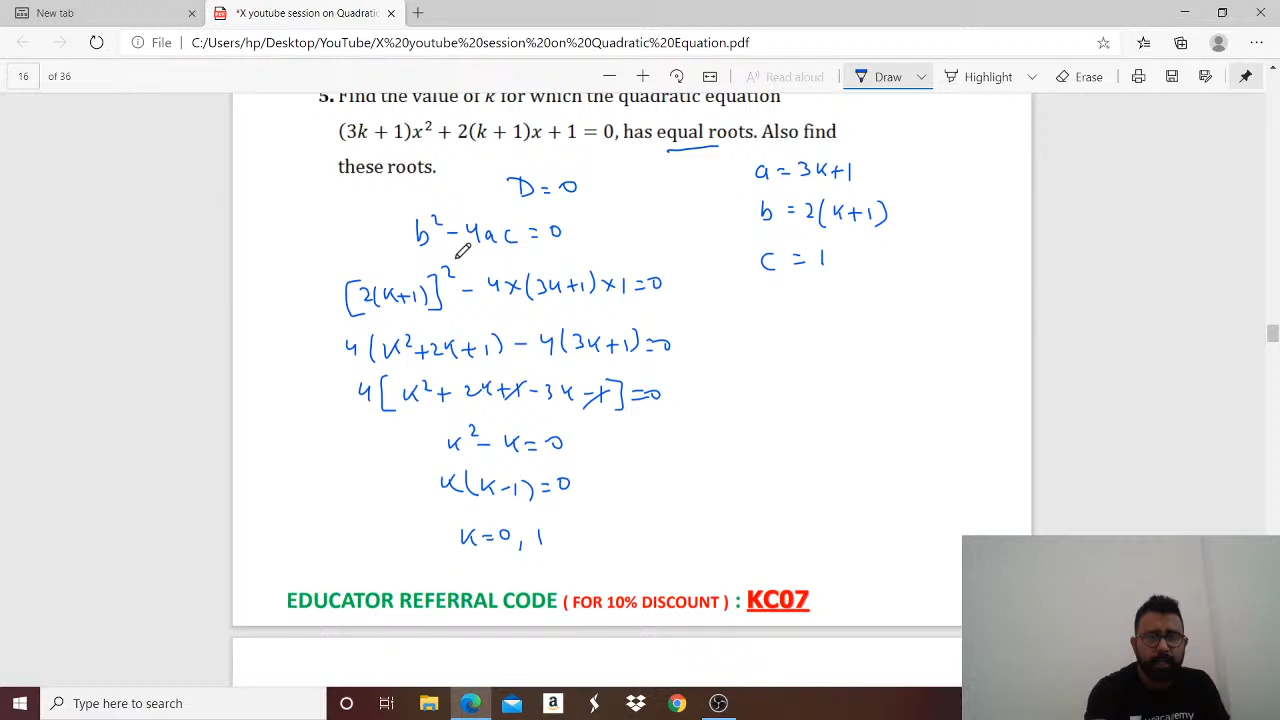 New tab
*X youtube session on Quadratic
File
C:/Users/hp/Desktop/YouTube/X%20youtube%20session%20on%20Quadratic%20Equation.pdf
16 of 36
Read aloud
Draw
Highlight
Erase
5. Find the value of k for which the quadratic equation
(3k + 1)x² + 2(k + 1)x + 1 = 0, has equal roots. Also find
these roots.
D = 0
b² - 4ac = 0
[2(k+1)]² - 4×(3k+1)×1=0
4(k²+2k+1) - 4(3k+1)=0
4[k²+2k+1-3k-1]=0
k²-k=0
k(k-1)=0
k=0, 1
a = 3k+1
b = 2(k+1)
c = 1
EDUCATOR REFERRAL CODE ( FOR 10% DISCOUNT ) : KC07
Type here to search